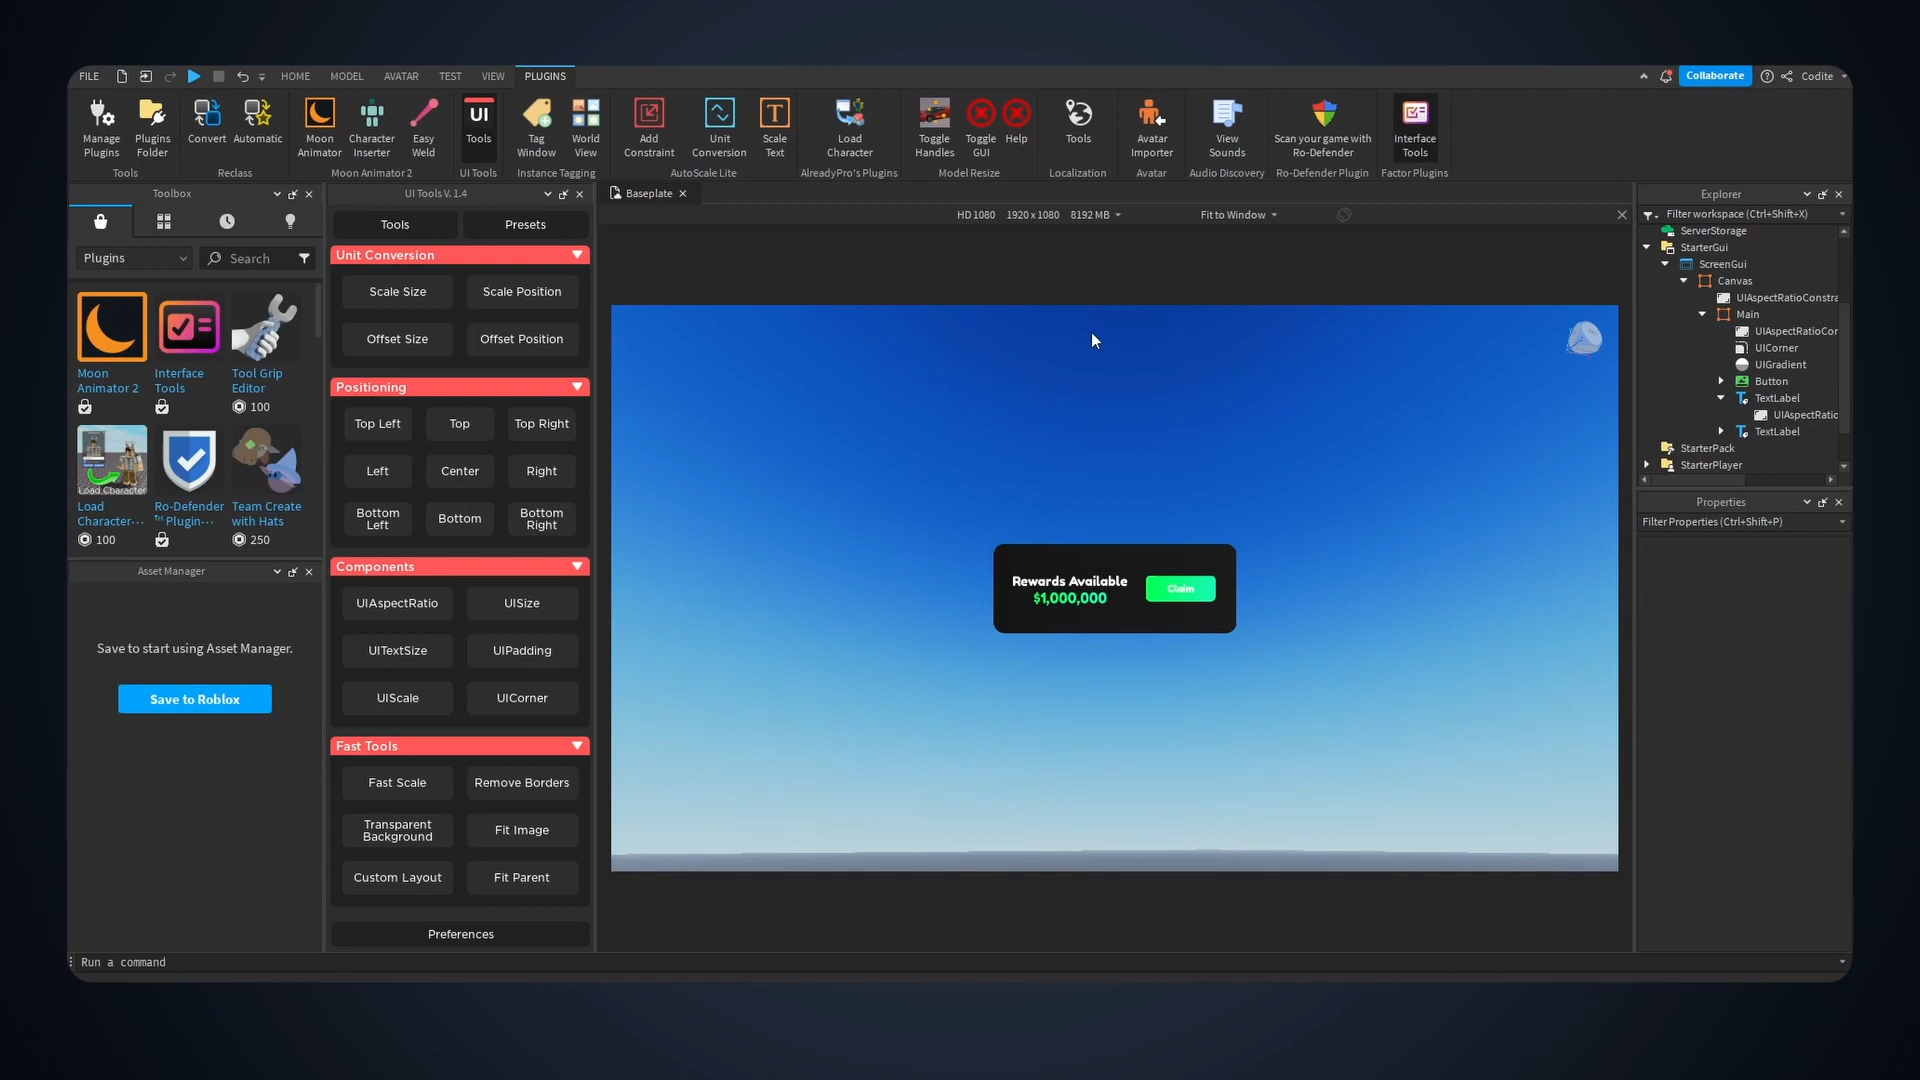 FILE
HOME
MODEL
AVATAR
TEST
VIEW
PLUGINS
Collaborate
Codite
Manage
Plugins
Plugins
Folder
Tools
Convert
Automatic
Reclass
Moon
Animator
Character
Inserter
Easy
Weld
Moon Animator 2
UI
Tools
UI Tools
Tag
Window
World
View
Instance Tagging
Add
Constraint
Unit
Conversion
T
Scale
Text
AutoScale Lite
Load
Character
AlreadyPro's Plugins
Toggle
Handles
Toggle
GUI
Help
Model Resize
Tools
Localization
Avatar
Importer
Avatar
View
Sounds
Audio Discovery
Scan your game with
Ro-Defender
Ro-Defender Plugin
Interface
Tools
Factor Plugins
Toolbox
Plugins
Search
Moon
Animator 2
Interface
Tools
Tool Grip
Editor
100
Load Character
Load
Character···
100
Ro-Defender
™ Plugin···
Team Create
with Hats
250
Asset Manager
Save to start using Asset Manager.
Save to Roblox
UI Tools V. 1.4
Tools
Presets
Unit Conversion
Scale Size
Scale Position
Offset Size
Offset Position
Positioning
Top Left
Top
Top Right
Left
Center
Right
Bottom
Left
Bottom
Bottom
Right
Components
UIAspectRatio
UISize
UITextSize
UIPadding
UIScale
UICorner
Fast Tools
Fast Scale
Remove Borders
Transparent
Background
Fit Image
Custom Layout
Fit Parent
Preferences
Baseplate
HD 1080
1920 x 1080
8192 MB
Fit to Window
Rewards Available
$1,000,000
Claim
Explorer
Filter workspace (Ctrl+Shift+X)
ServerStorage
StarterGui
ScreenGui
Canvas
UIAspectRatioConstra
Main
UIAspectRatioCor
UICorner
UIGradient
Button
TextLabel
UIAspectRatio
TextLabel
StarterPack
StarterPlayer
Properties
Filter Properties (Ctrl+Shift+P)
Run a command